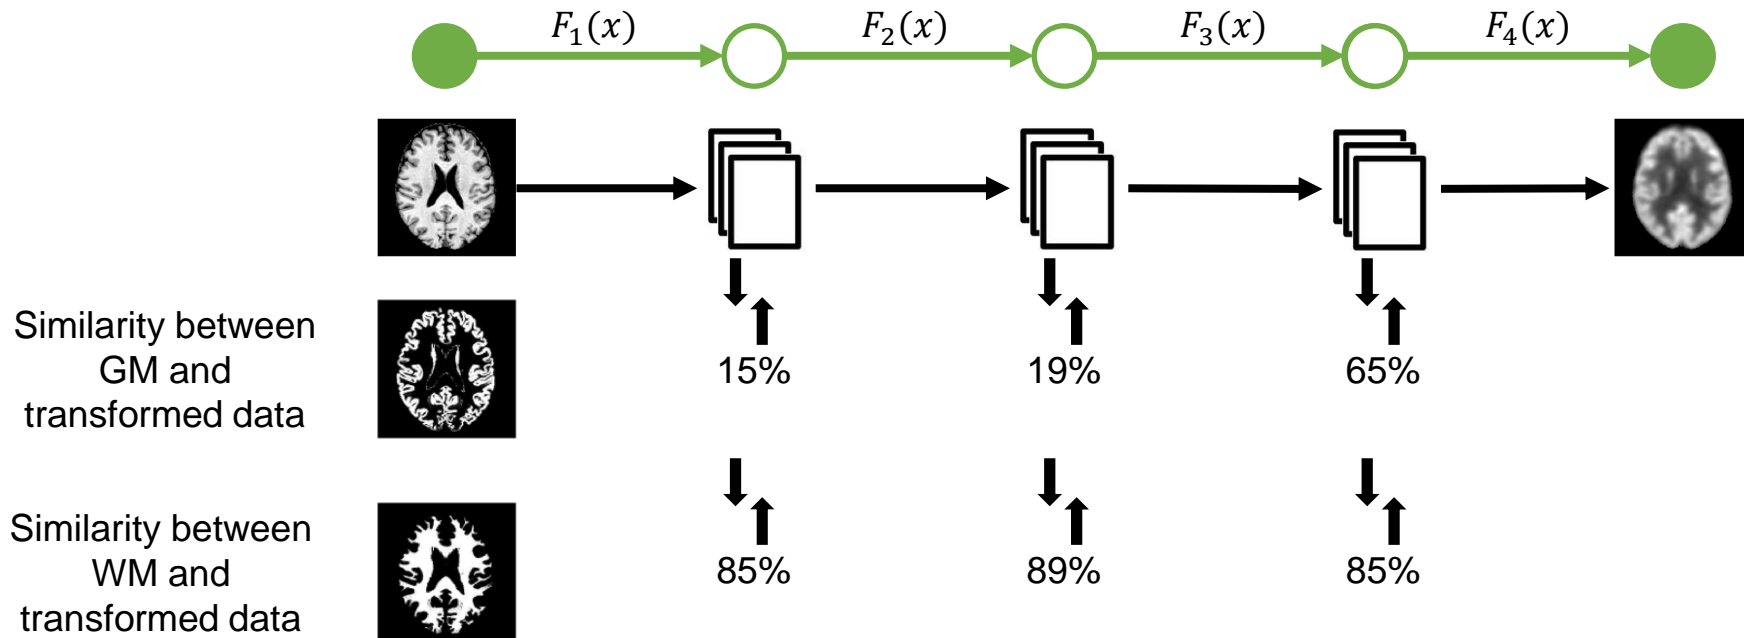 F₁(x) F₂(x) F₃(x) F₄(x)
Similarity between
GM and
transformed data
15% 19% 65%
Similarity between
WM and
transformed data
85% 89% 85%